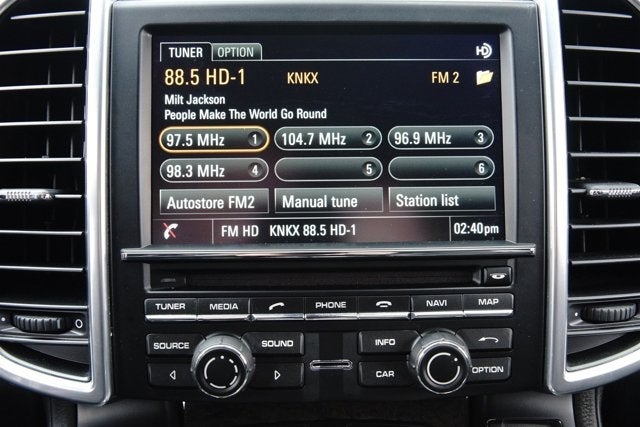 TUNER OPTION HD
88.5 HD-1 KNKX FM 2
Milt Jackson
People Make The World Go Round
97.5 MHz 1 104.7 MHz 2 96.9 MHz 3
98.3 MHz 4 5 6
Autostore FM2 Manual tune Station list
FM HD KNKX 88.5 HD-1 02:40pm
TUNER MEDIA PHONE NAVI MAP
SOURCE SOUND INFO
CAR OPTION